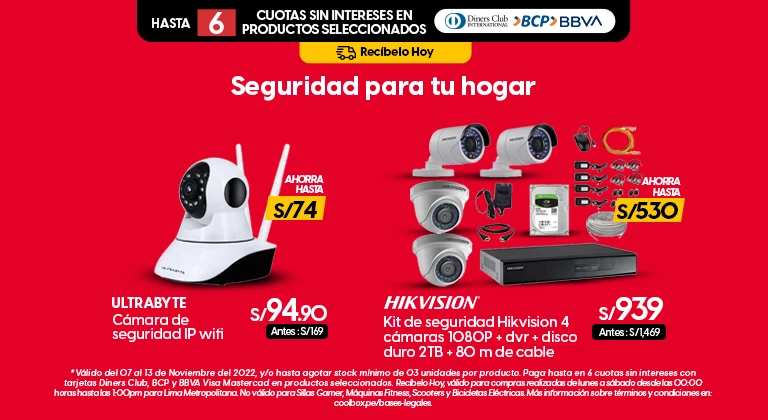 HASTA 6 CUOTAS SIN INTERESES EN
PRODUCTOS SELECCIONADOS
Diners Club
INTERNATIONAL
BCP
BBVA
Recíbelo Hoy
Seguridad para tu hogar
AHORRA
HASTA
S/74
ULTRABYTE
ULTRABYTE
Cámara de
seguridad IP wifi
S/94.90
Antes : S/169
HIKVISION
AHORRA
HASTA
S/530
HIKVISION
Kit de seguridad Hikvision 4
cámaras 1080P + dvr + disco
duro 2TB + 80 m de cable
S/939
Antes : S/1,469
*Válido del 07 al 13 de Noviembre del 2022, y/o hasta agotar stock mínimo de 03 unidades por producto. Paga hasta en 6 cuotas sin intereses con
tarjetas Diners Club, BCP y BBVA Visa Mastercad en productos seleccionados. Recíbelo Hoy, válido para compras realizadas de lunes a sábado desde las 00:00
horas hasta las 1:00pm para Lima Metropolitana. No válido para Sillas Gamer, Máquinas Fitness, Scooters y Bicicletas Eléctricas. Más información sobre términos y condiciones en:
coolbox.pe/bases-legales.